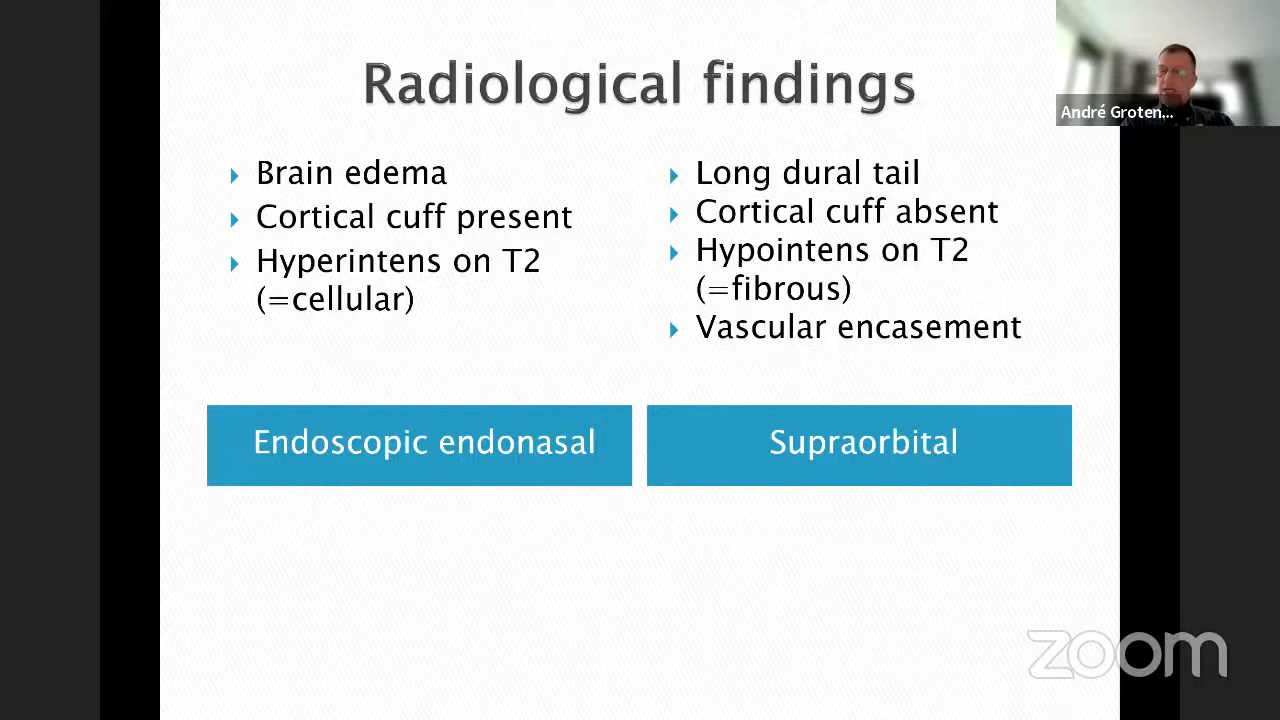 Radiological findings
André Groten...
Brain edema
Cortical cuff present
Hyperintens on T2
(=cellular)
Long dural tail
Cortical cuff absent
Hypointens on T2
(=fibrous)
Vascular encasement
Endoscopic endonasal
Supraorbital
zoom